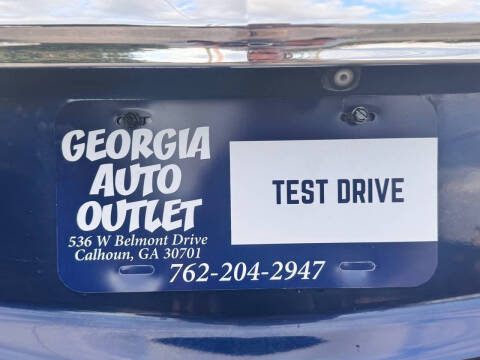 GEORGIA
AUTO
OUTLET
536 W Belmont Drive
Calhoun, GA 30701
762-204-2947
TEST DRIVE